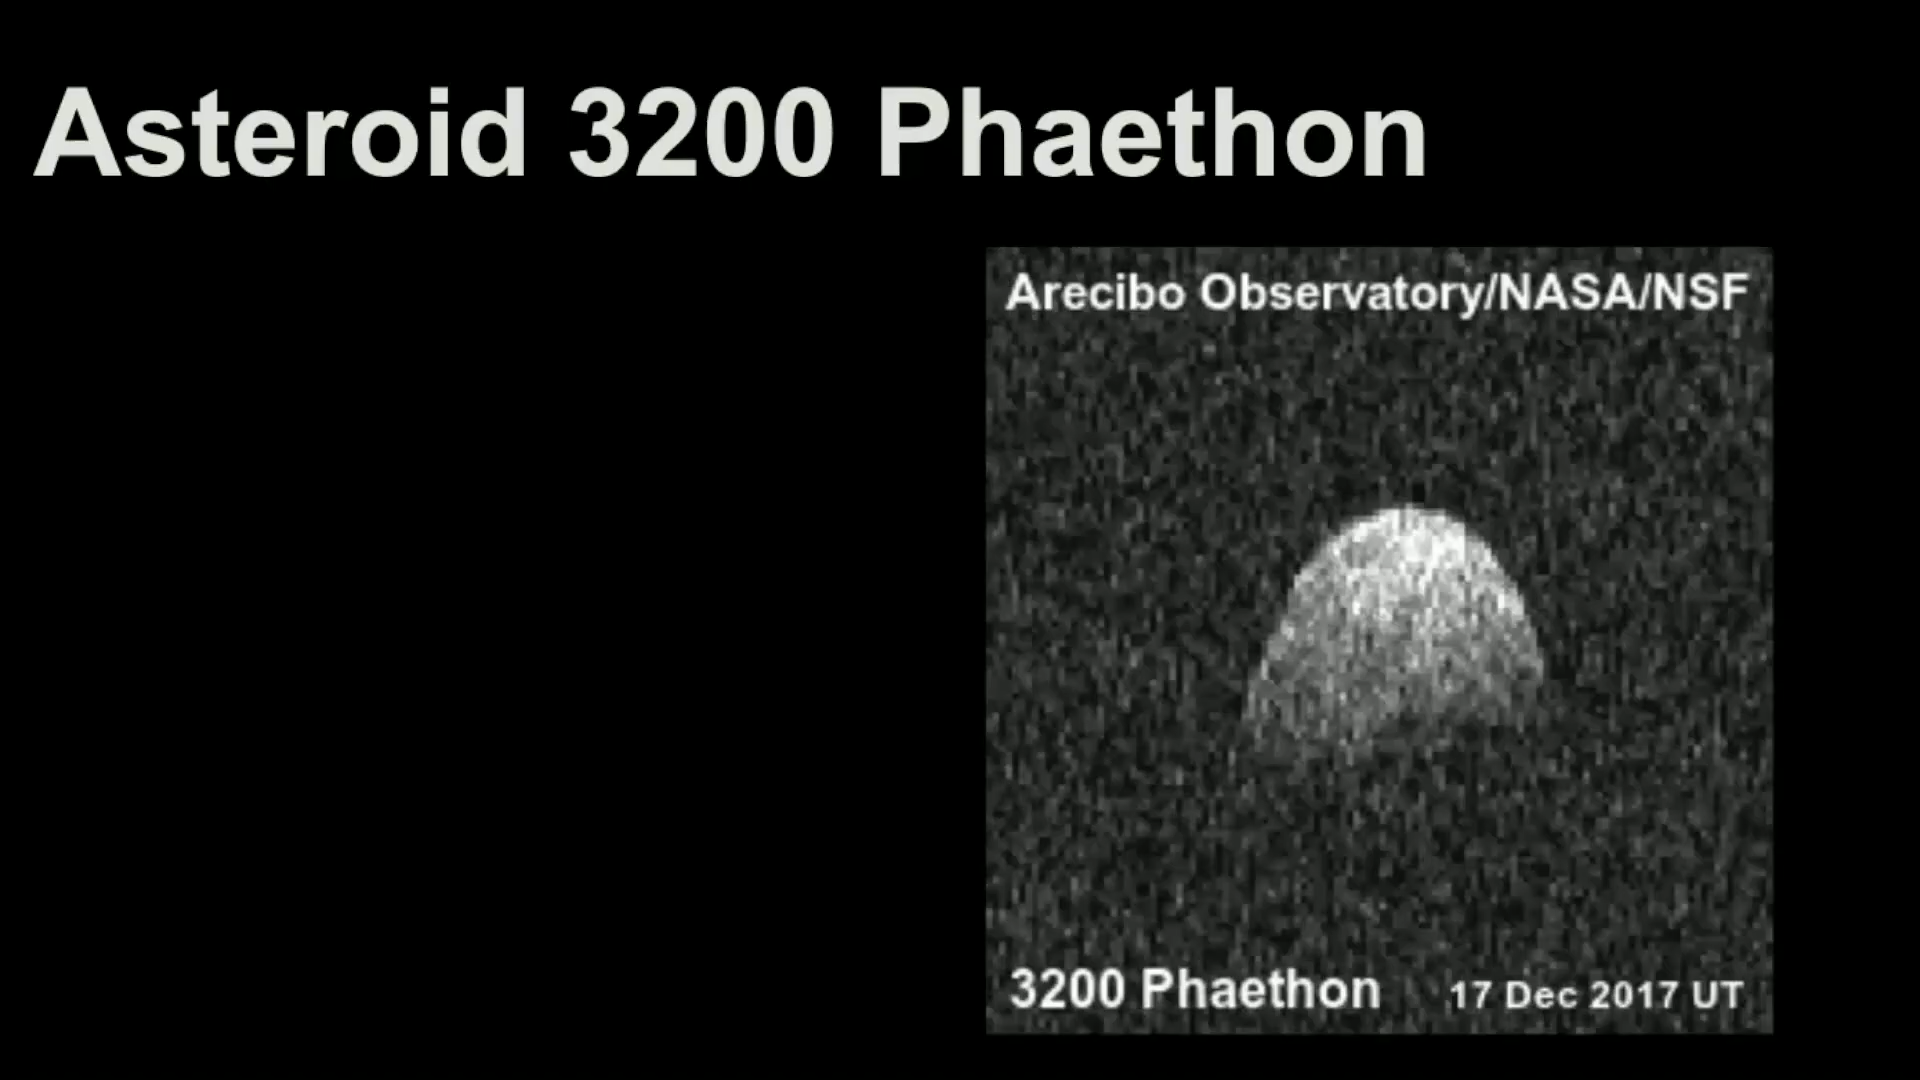 Asteroid 3200 Phaethon
Arecibo Observatory/NASA/NSF
3200 Phaethon 17 Dec 2017 UT